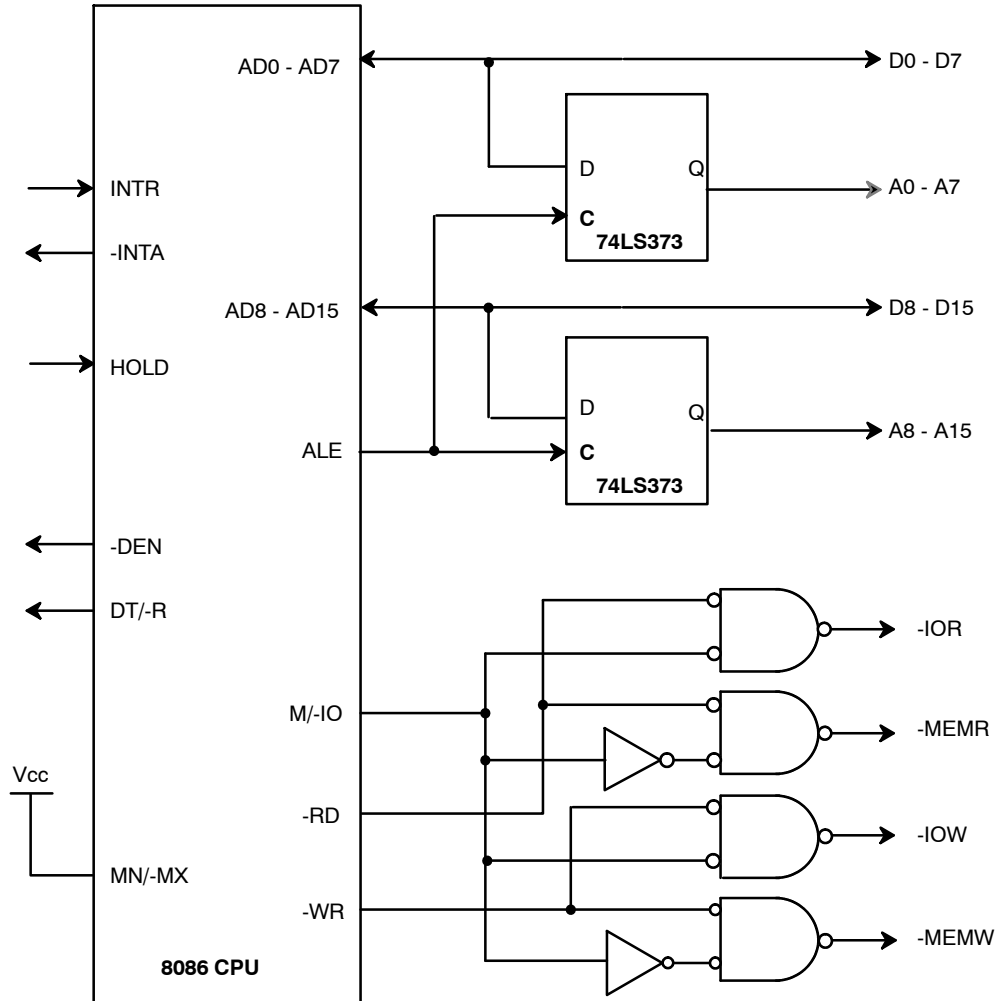 AD0 - AD7
D0 - D7
D
Q
INTR
A0 - A7
C
74LS373
-INTA
AD8 - AD15
D8 - D15
HOLD
D
Q
A8 - A15
ALE
C
74LS373
-DEN
DT/-R
-IOR
M/-IO
-MEMR
Vcc
-RD
-IOW
MN/-MX
-WR
-MEMW
8086 CPU